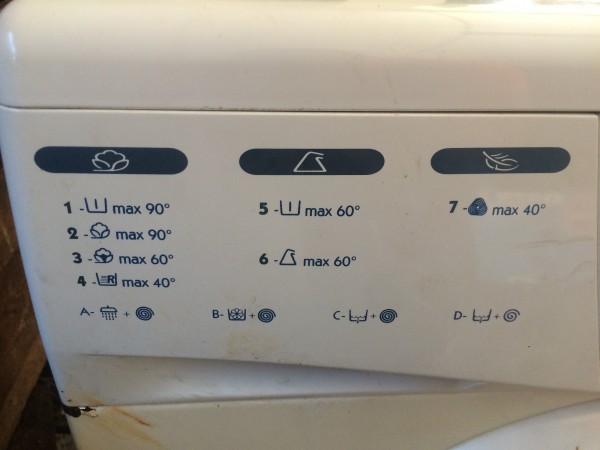 1 - max 90°
2 - max 90°
3 - max 60°
4 - R max 40°
5 - max 60°
6 - max 60°
7 - max 40°
A- + B- + C- + D- +